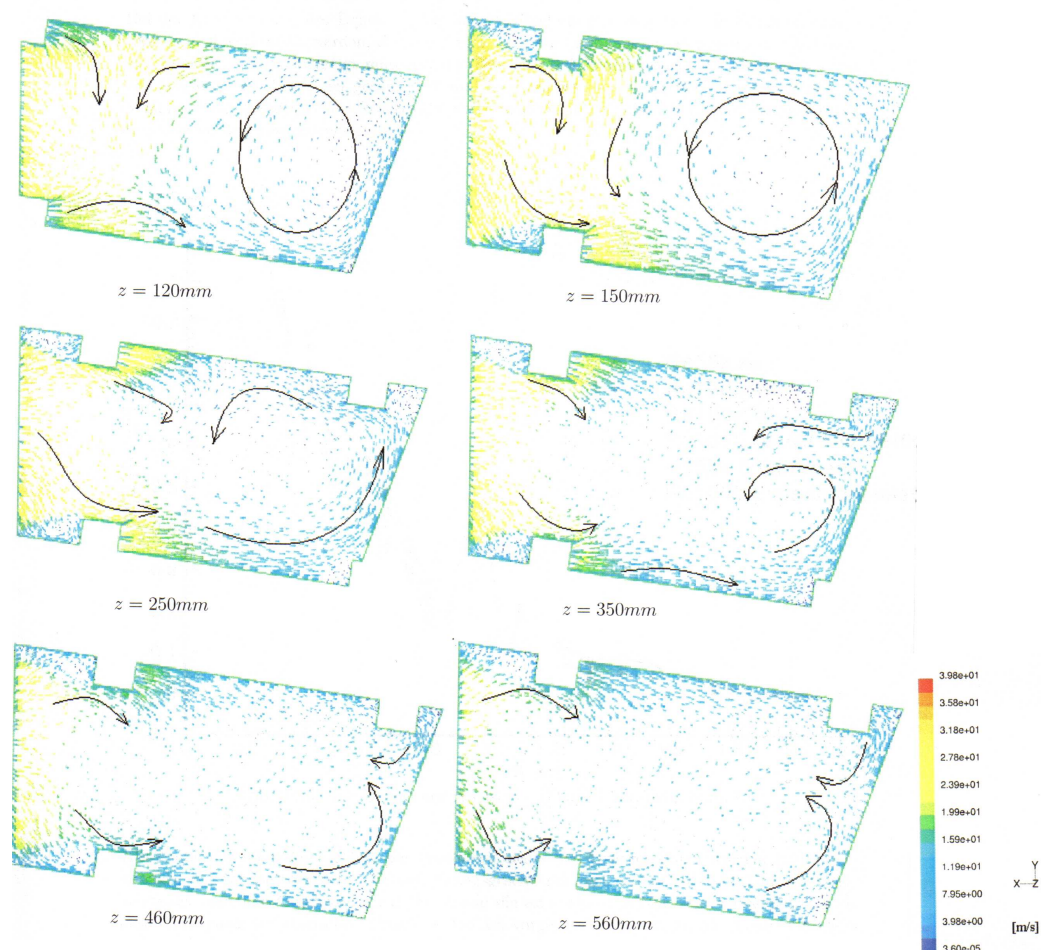 z = 120mm
z = 150mm
z = 250mm
z = 350mm
z = 460mm
z = 560mm
3.98e+01
3.58e+01
3.18e+01
2.78e+01
2.39e+01
1.99e+01
1.59e+01
1.19e+01
7.95e+00
3.98e+00
3.60e-05
Y
X Z
[m/s]